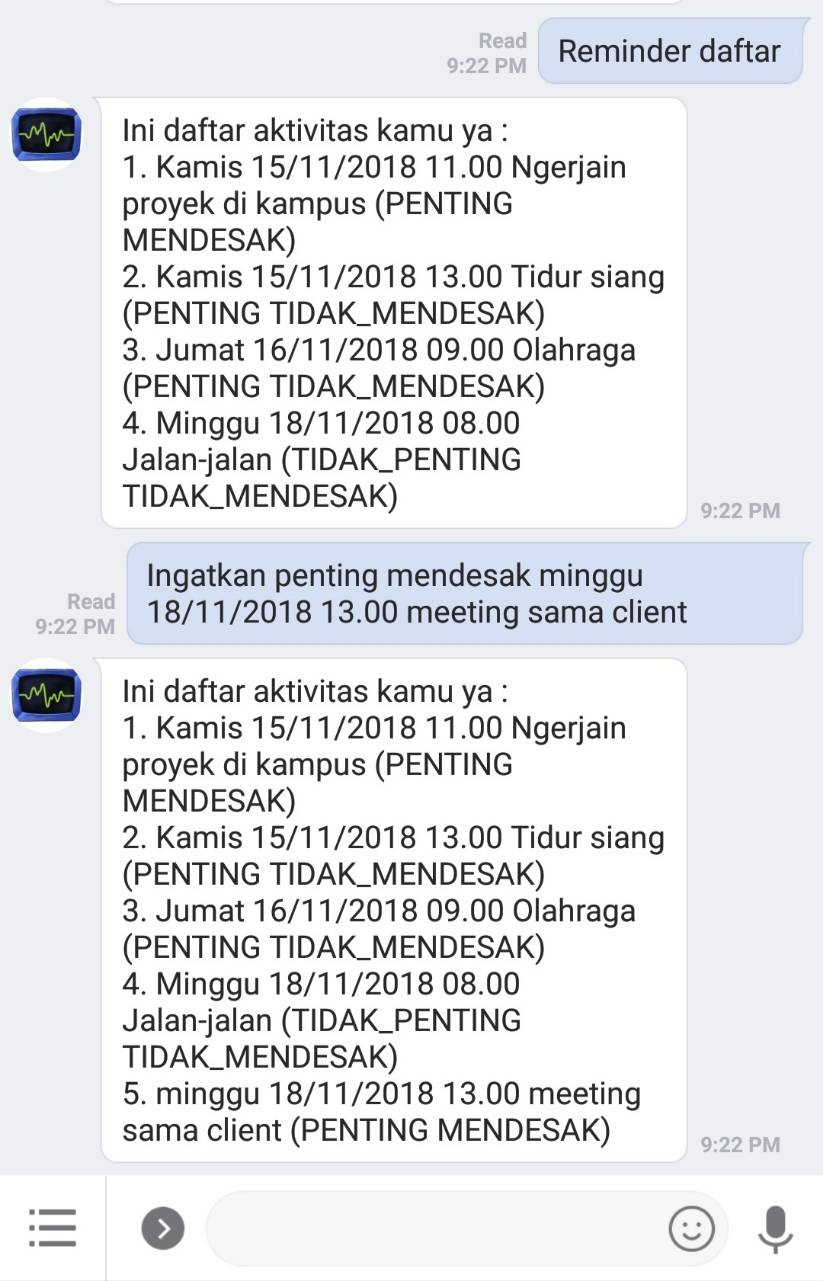 Read
9:22 PM
Reminder daftar
Ini daftar aktivitas kamu ya :
1. Kamis 15/11/2018 11.00 Ngerjain
proyek di kampus (PENTING
MENDESAK)
2. Kamis 15/11/2018 13.00 Tidur siang
(PENTING TIDAK_MENDESAK)
3. Jumat 16/11/2018 09.00 Olahraga
(PENTING TIDAK_MENDESAK)
4. Minggu 18/11/2018 08.00
Jalan-jalan (TIDAK_PENTING
TIDAK_MENDESAK)
9:22 PM
Ingatkan penting mendesak minggu
18/11/2018 13.00 meeting sama client
Read
9:22 PM
Ini daftar aktivitas kamu ya :
1. Kamis 15/11/2018 11.00 Ngerjain
proyek di kampus (PENTING
MENDESAK)
2. Kamis 15/11/2018 13.00 Tidur siang
(PENTING TIDAK_MENDESAK)
3. Jumat 16/11/2018 09.00 Olahraga
(PENTING TIDAK_MENDESAK)
4. Minggu 18/11/2018 08.00
Jalan-jalan (TIDAK_PENTING
TIDAK_MENDESAK)
5. minggu 18/11/2018 13.00 meeting
sama client (PENTING MENDESAK)
9:22 PM